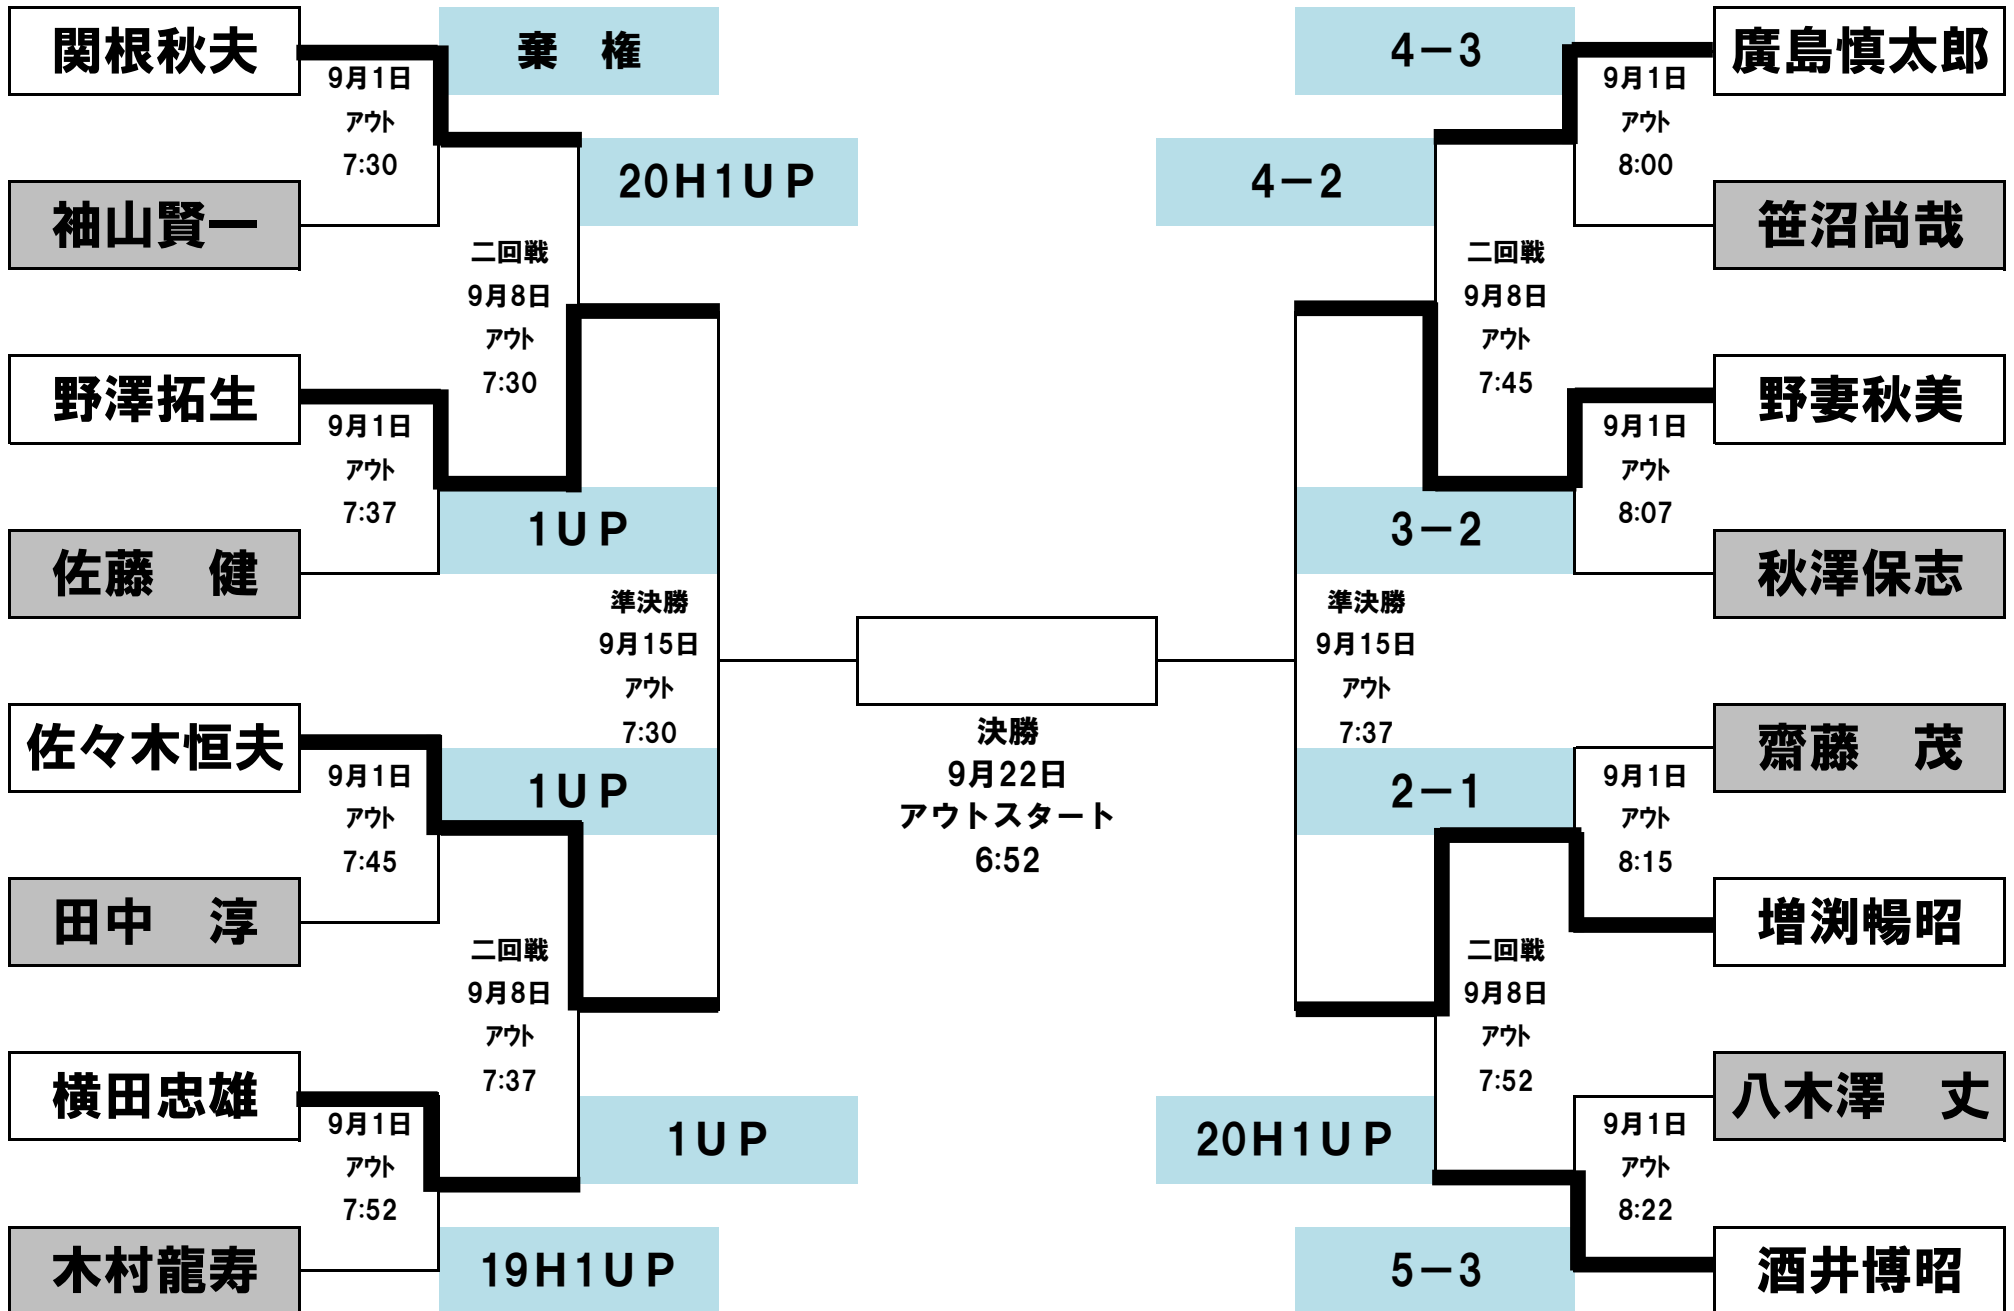 関根秋夫
9月1日
アウト
7:30
袖山賢一
棄　権
20H1UP
二回戦
9月8日
アウト
7:30
野澤拓生
9月1日
アウト
7:37
佐藤　健
1UP
準決勝
9月15日
アウト
7:30
佐々木恒夫
9月1日
アウト
7:45
田中　淳
1UP
二回戦
9月8日
アウト
7:37
横田忠雄
9月1日
アウト
7:52
木村龍寿
1UP
19H1UP
決勝
9月22日
アウトスタート
6:52
4－3
廣島慎太郎
9月1日
アウト
8:00
笹沼尚哉
4－2
二回戦
9月8日
アウト
7:45
野妻秋美
9月1日
アウト
8:07
秋澤保志
3－2
準決勝
9月15日
アウト
7:37
齋藤　茂
9月1日
アウト
8:15
増渕暢昭
2－1
二回戦
9月8日
アウト
7:52
八木澤　丈
9月1日
アウト
8:22
酒井博昭
20H1UP
5－3